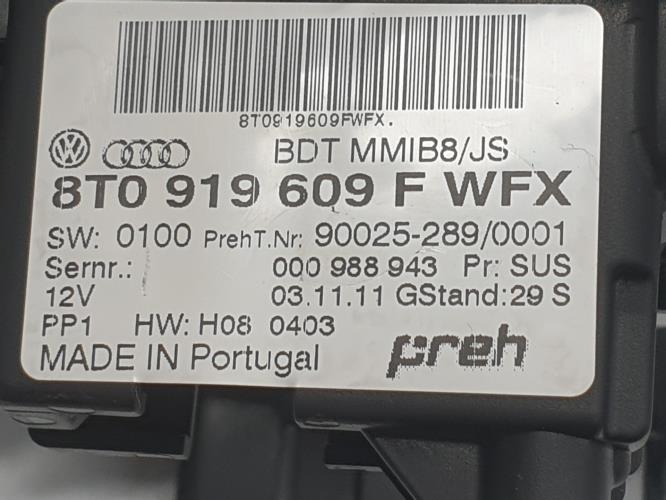 8T0919609FWFX.
BDT MMIB8/JS
8T0 919 609 F WFX
SW: 0100 PrehT.Nr: 90025-289/0001
Sernr.: 000 988 943 Pr: SUS
12V 03.11.11 GStand:29 S
PP1 HW: H08 0403
MADE IN Portugal preh